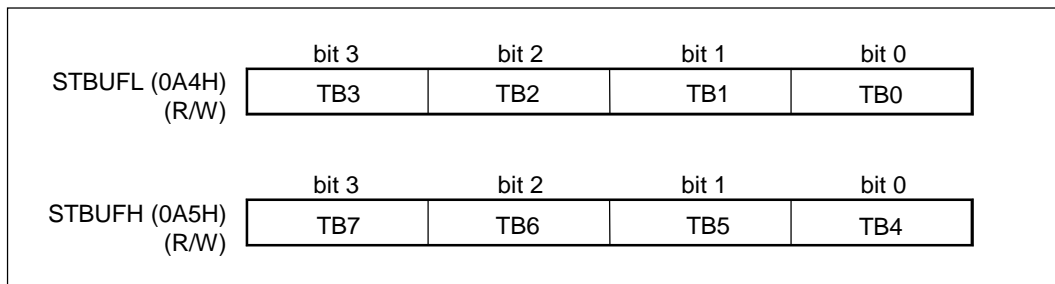 bit 3 bit 2 bit 1 bit 0
STBUFL (0A4H) TB3 TB2 TB1 TB0
(R/W)
bit 3 bit 2 bit 1 bit 0
STBUFH (0A5H) TB7 TB6 TB5 TB4
(R/W)